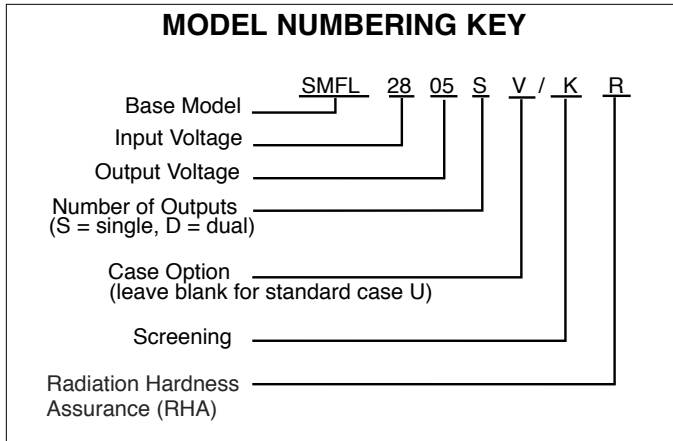 MODEL NUMBERING KEY
SMFL 28 05 S V / K R
Base Model
Input Voltage
Output Voltage
Number of Outputs
(S = single, D = dual)
Case Option
(leave blank for standard case U)
Screening
Radiation Hardness
Assurance (RHA)